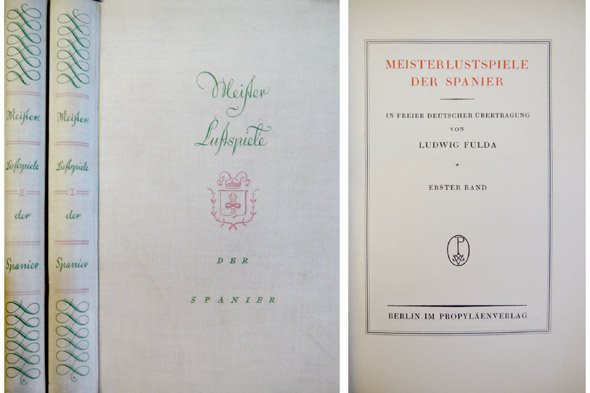 Meister
Lustspiele
II
der
Spanier
Meister
Lustspiele
I
der
Spanier
Meister
Lustspiele
DER
SPANIER
MEISTERLUSTSPIELE
DER SPANIER
IN FREIER DEUTSCHER ÜBERTRAGUNG
VON
LUDWIG FULDA
ERSTER BAND
P
BERLIN IM PROPYLÄENVERLAG